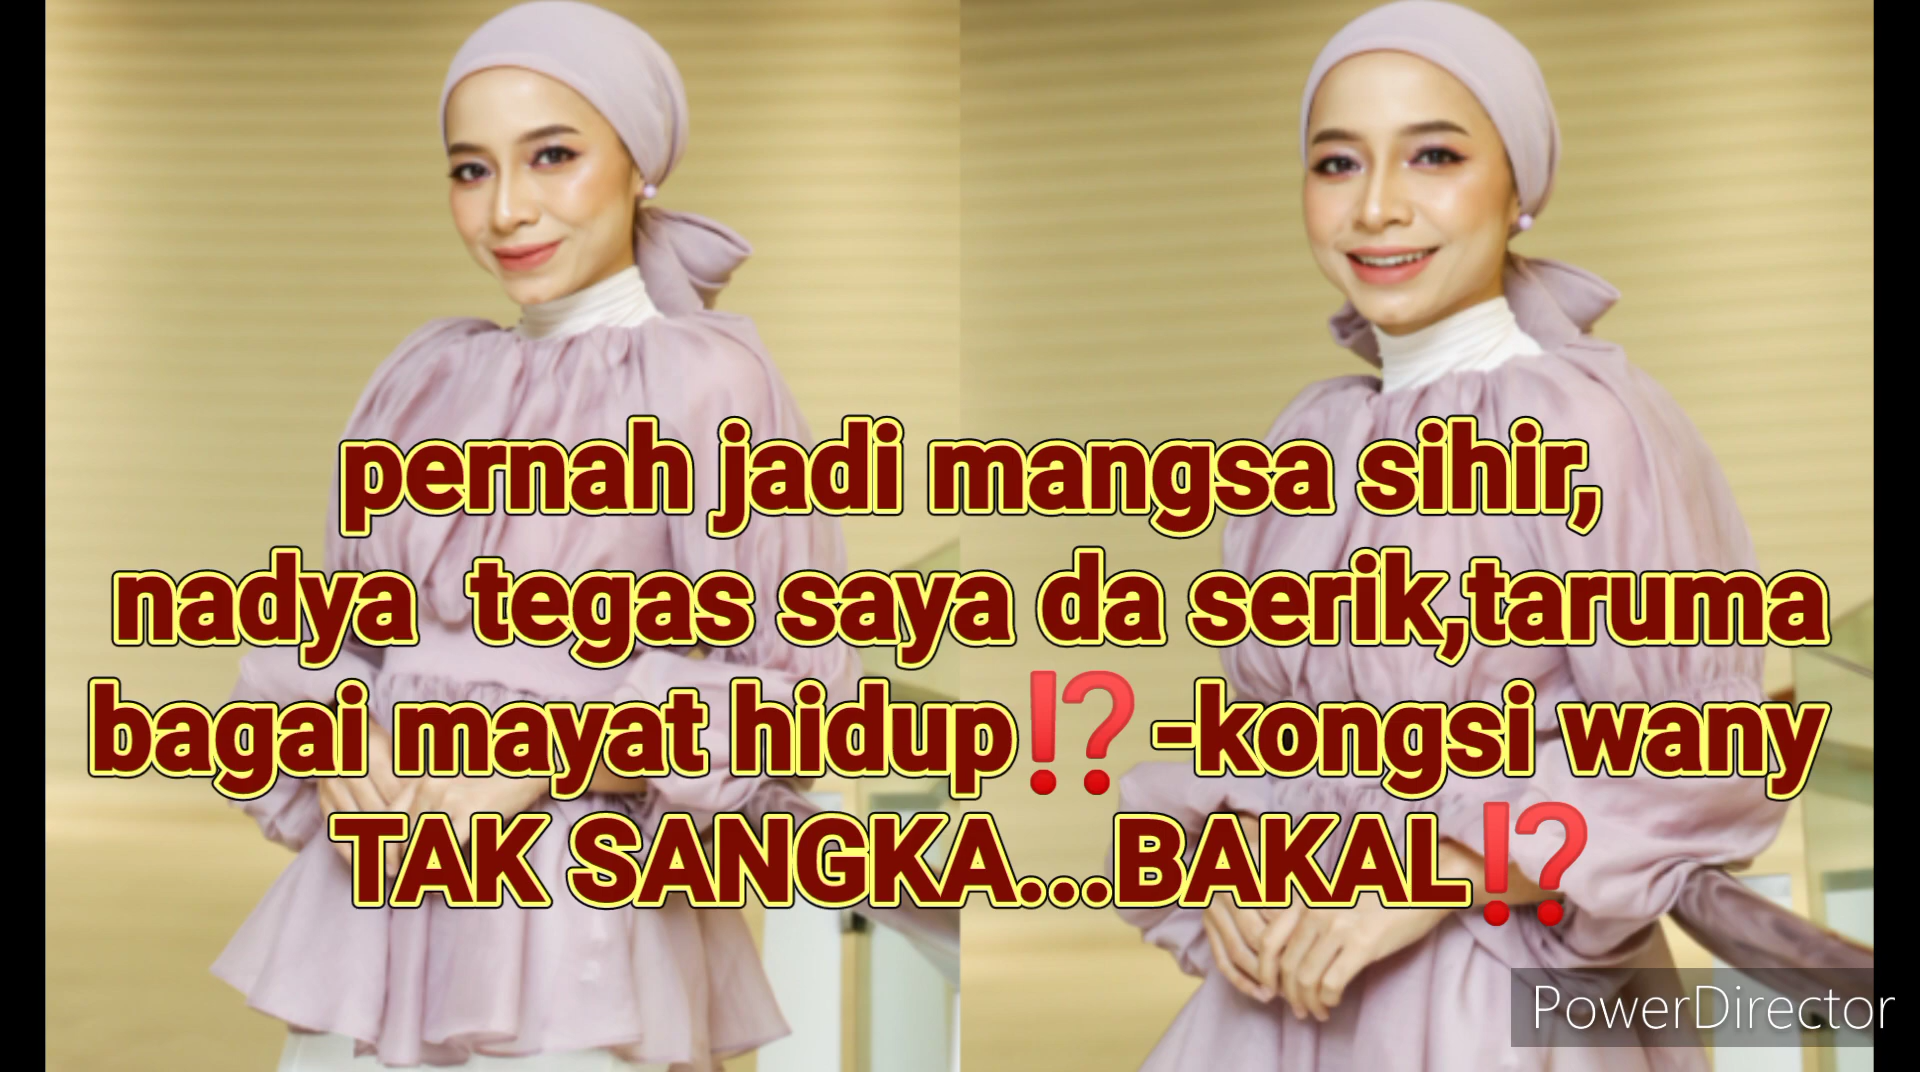 pernah jadi mangsa sihir,
nadya tegas saya da serik,taruma
bagai mayat hidup⁉️-kongsi wany
TAK SANGKA...BAKAL⁉️
PowerDirector